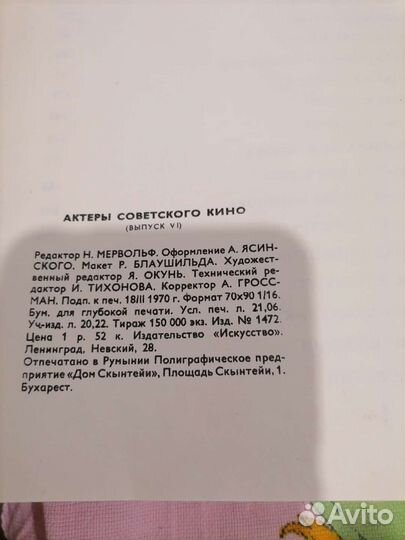 АКТЕРЫ СОВЕТСКОГО КИНО
(ВЫПУСК VI)
Редактор Н. МЕРВОЛЬФ. Оформление А. ЯСИН-
СКОГО. Макет Р. БЛАУШИЛЬДА. Художест-
венный редактор Я. ОКУНЬ. Технический ре-
дактор И. ТИХОНОВА. Корректор А. ГРОСС-
МАН. Подп. к печ. 18/II 1970 г. Формат 70х90 1/16.
Бум. для глубокой печати. Усл. печ. л. 21,06.
Уч-изд. л. 20,22. Тираж 150 000 экз. Изд. № 1472.
Цена 1 р. 52 к. Издательство «Искусство».
Ленинград, Невский, 28.
Отпечатано в Румынии Полиграфическое пред-
приятие «Дом Скынтейи», Площадь Скынтейи, 1.
Бухарест.
Avito